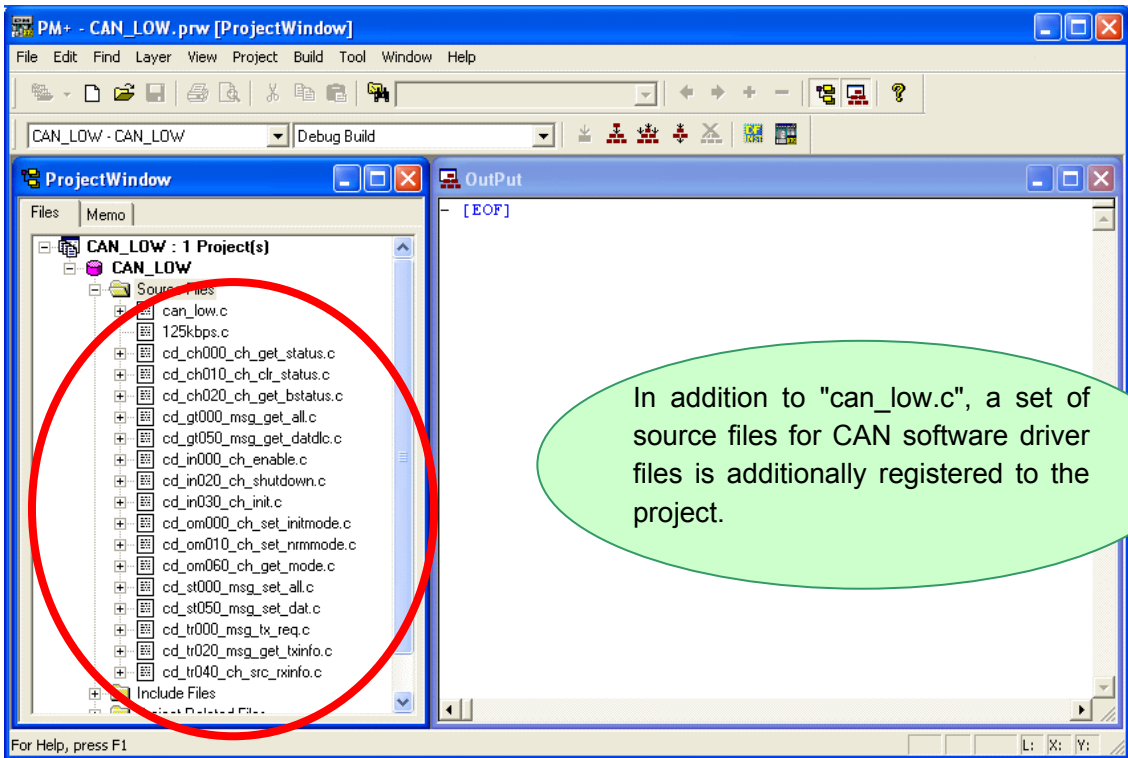 PM+ - CAN_LOW.prw [ProjectWindow]
File Edit Find Layer View Project Build Tool Window Help
CAN_LOW - CAN_LOW
Debug Build
ProjectWindow
Files
Memo
CAN_LOW : 1 Project(s)
CAN_LOW
Source Files
can_low.c
125kbps.c
cd_ch000_ch_get_status.c
cd_ch010_ch_clr_status.c
cd_ch020_ch_get_bstatus.c
cd_gt000_msg_get_all.c
cd_gt050_msg_get_datdlc.c
cd_in000_ch_enable.c
cd_in020_ch_shutdown.c
cd_in030_ch_init.c
cd_om000_ch_set_initmode.c
cd_om010_ch_set_nrmmode.c
cd_om060_ch_get_mode.c
cd_st000_msg_set_all.c
cd_st050_msg_set_dat.c
cd_tr000_msg_tx_req.c
cd_tr020_msg_get_txinfo.c
cd_tr040_ch_src_rxinfo.c
Include Files
Project Related Files
OutPut
[EOF]
In addition to "can_low.c", a set of
source files for CAN software driver
files is additionally registered to the
project.
For Help, press F1
L: X: Y: